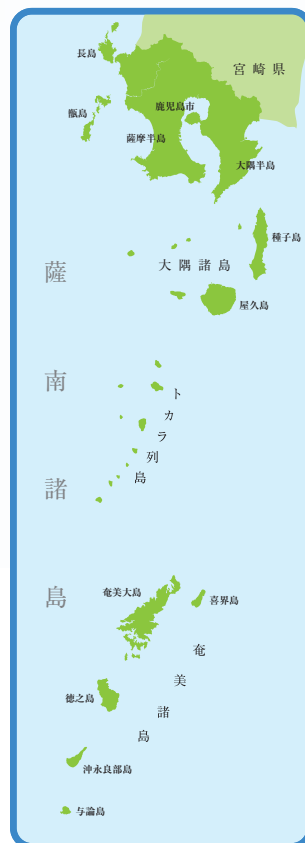 長島
宮崎県
甑島
鹿児島市
薩摩半島
大隅半島
種子島
大隅諸島
屋久島
薩南諸島
トカラ列島
奄美大島
喜界島
奄美諸島
徳之島
沖永良部島
与論島